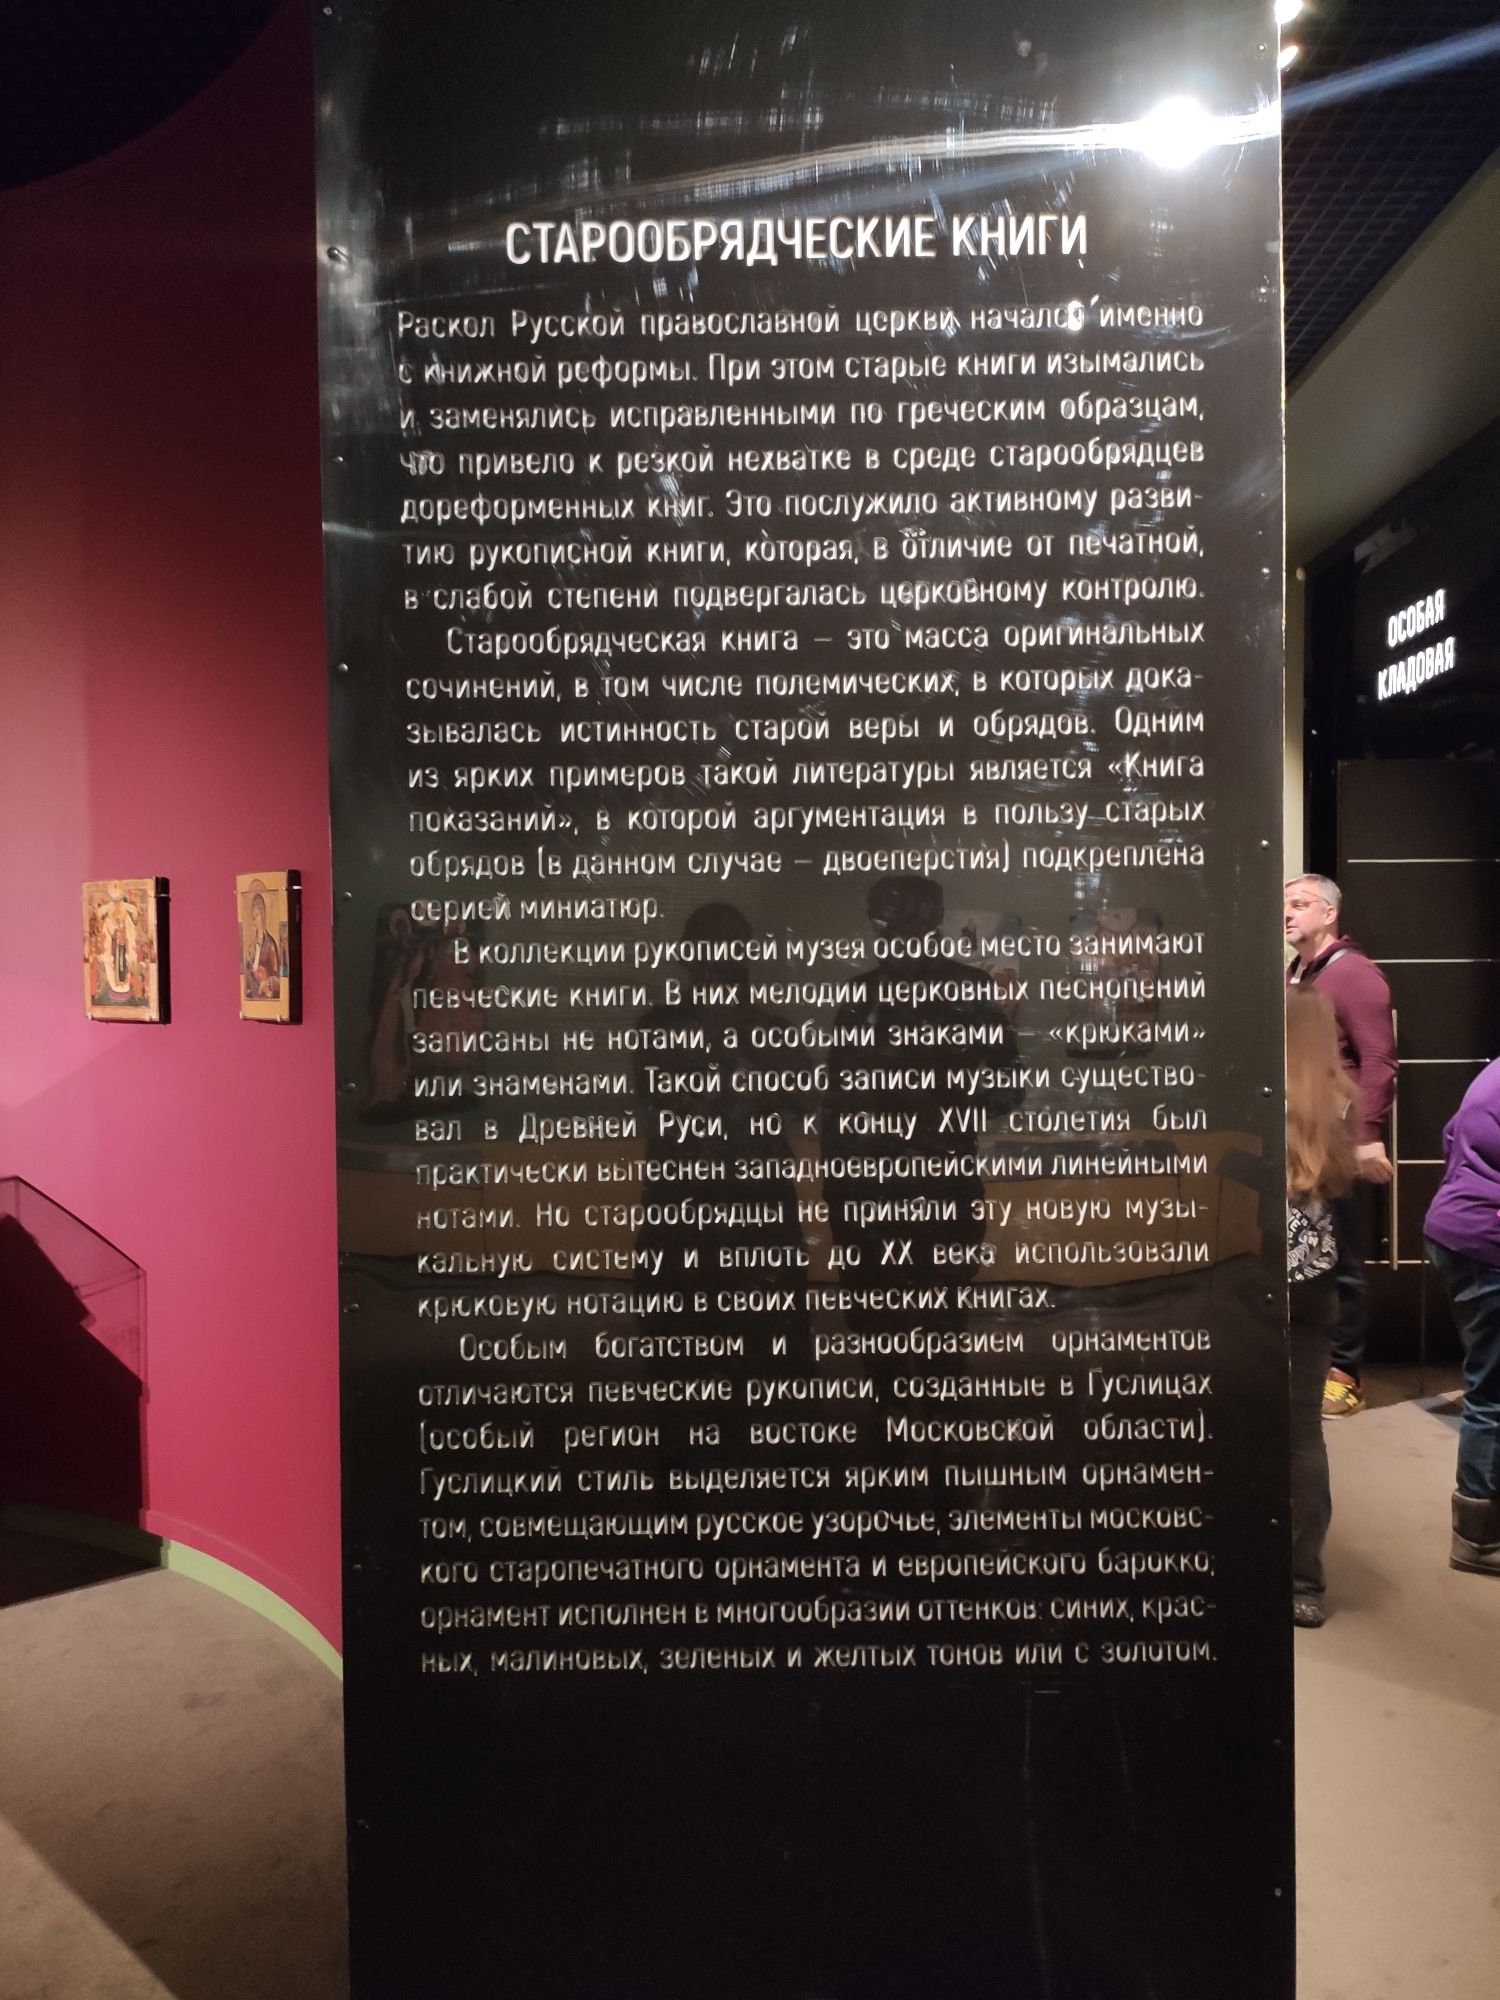 СТАРООБРЯДЧЕСКИЕ КНИГИ
Раскол Русской православной церкви начался именно
с книжной реформы. При этом старые книги изымались
и заменялись исправленными по греческим образцам,
что привело к резкой нехватке в среде старообрядцев
дореформенных книг. Это послужило активному разви-
тию рукописной книги, которая, в отличие от печатной,
в слабой степени подвергалась церковному контролю.
Старообрядческая книга – это масса оригинальных
сочинений, в том числе полемических, в которых дока-
зывалась истинность старой веры и обрядов. Одним
из ярких примеров такой литературы является «Книга
показаний», в которой аргументация в пользу старых
обрядов (в данном случае – двоеперстия) подкреплена
серией миниатюр.
В коллекции рукописей музея особое место занимают
певческие книги. В них мелодии церковных песнопений
записаны не нотами, а особыми знаками – «крюками»
или знаменами. Такой способ записи музыки существо-
вал в Древней Руси, но к концу XVII столетия был
практически вытеснен западноевропейскими линейными
нотами. Но старообрядцы не приняли эту новую музы-
кальную систему и вплоть до XX века использовали
крюковую нотацию в своих певческих книгах.
Особым богатством и разнообразием орнаментов
отличаются певческие рукописи, созданные в Гуслицах
(особый регион на востоке Московской области).
Гуслицкий стиль выделяется ярким пышным орнамен-
том, совмещающим русское узорочье, элементы московс-
кого старопечатного орнамента и европейского барокко;
орнамент исполнен в многообразии оттенков: синих, крас-
ных, малиновых, зеленых и желтых тонов или с золотом.
ОСОБАЯ
КЛАДОВАЯ